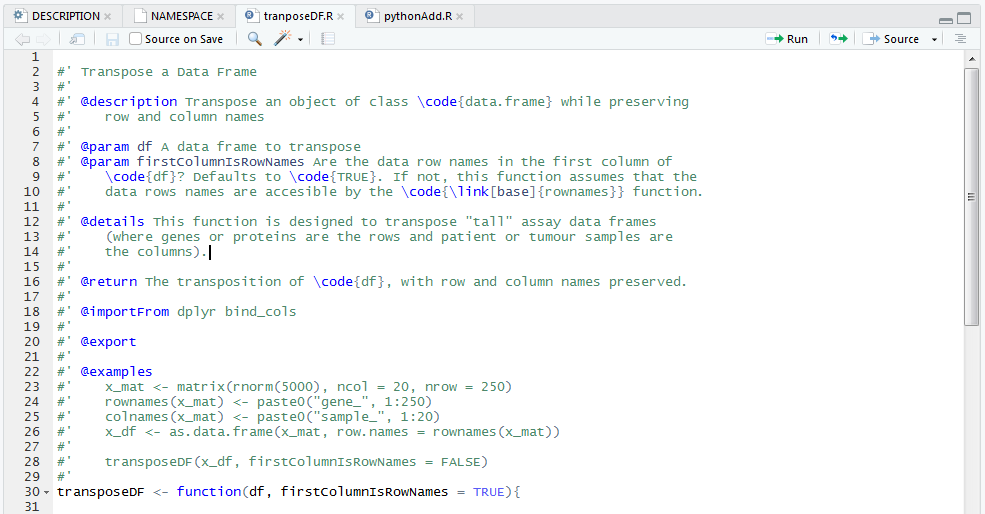 DESCRIPTION × NAMESPACE × tranposeDF.R × pythonAdd.R ×
Source on Save Run Source
1
2 #' Transpose a Data Frame
3 #'
4 #' @description Transpose an object of class \code{data.frame} while preserving
5 #'    row and column names
6 #'
7 #' @param df A data frame to transpose
8 #' @param firstColumnIsRowNames Are the data row names in the first column of
9 #'    \code{df}? Defaults to \code{TRUE}. If not, this function assumes that the
10 #'    data rows names are accesible by the \code{\link[base]{rownames}} function.
11 #'
12 #' @details This function is designed to transpose "tall" assay data frames
13 #'    (where genes or proteins are the rows and patient or tumour samples are
14 #'    the columns).
15 #'
16 #' @return The transposition of \code{df}, with row and column names preserved.
17 #'
18 #' @importFrom dplyr bind_cols
19 #'
20 #' @export
21 #'
22 #' @examples
23 #'    x_mat <- matrix(rnorm(5000), ncol = 20, nrow = 250)
24 #'    rownames(x_mat) <- paste0("gene_", 1:250)
25 #'    colnames(x_mat) <- paste0("sample_", 1:20)
26 #'    x_df <- as.data.frame(x_mat, row.names = rownames(x_mat))
27 #'
28 #'    transposeDF(x_df, firstColumnIsRowNames = FALSE)
29 #'
30 transposeDF <- function(df, firstColumnIsRowNames = TRUE){
31